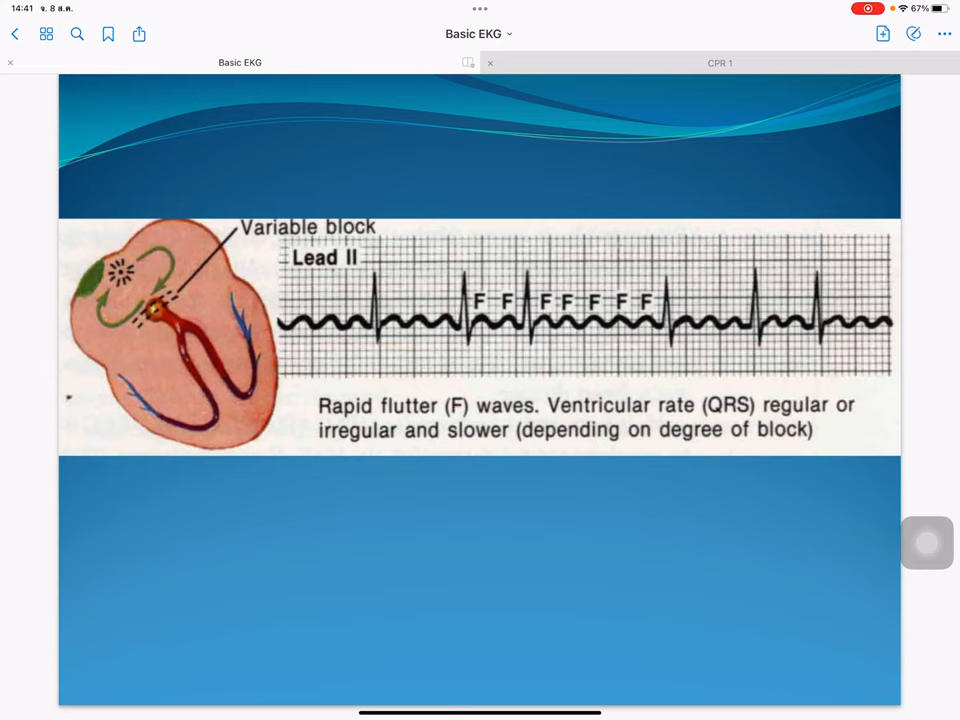 14:41 จ. 8 ส.ค.
67%
Basic EKG
Basic EKG
CPR 1
Variable block
Lead II
F F F F F F F
Rapid flutter (F) waves. Ventricular rate (QRS) regular or
irregular and slower (depending on degree of block)